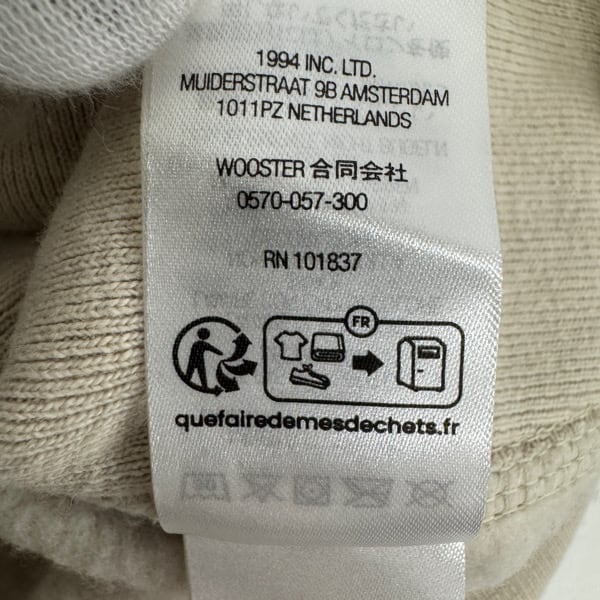 1994 INC. LTD.
MUIDERSTRAAT 9B AMSTERDAM
1011PZ NETHERLANDS
WOOSTER 合同会社
0570-057-300
RN 101837
FR
quefairedemesdechets.fr